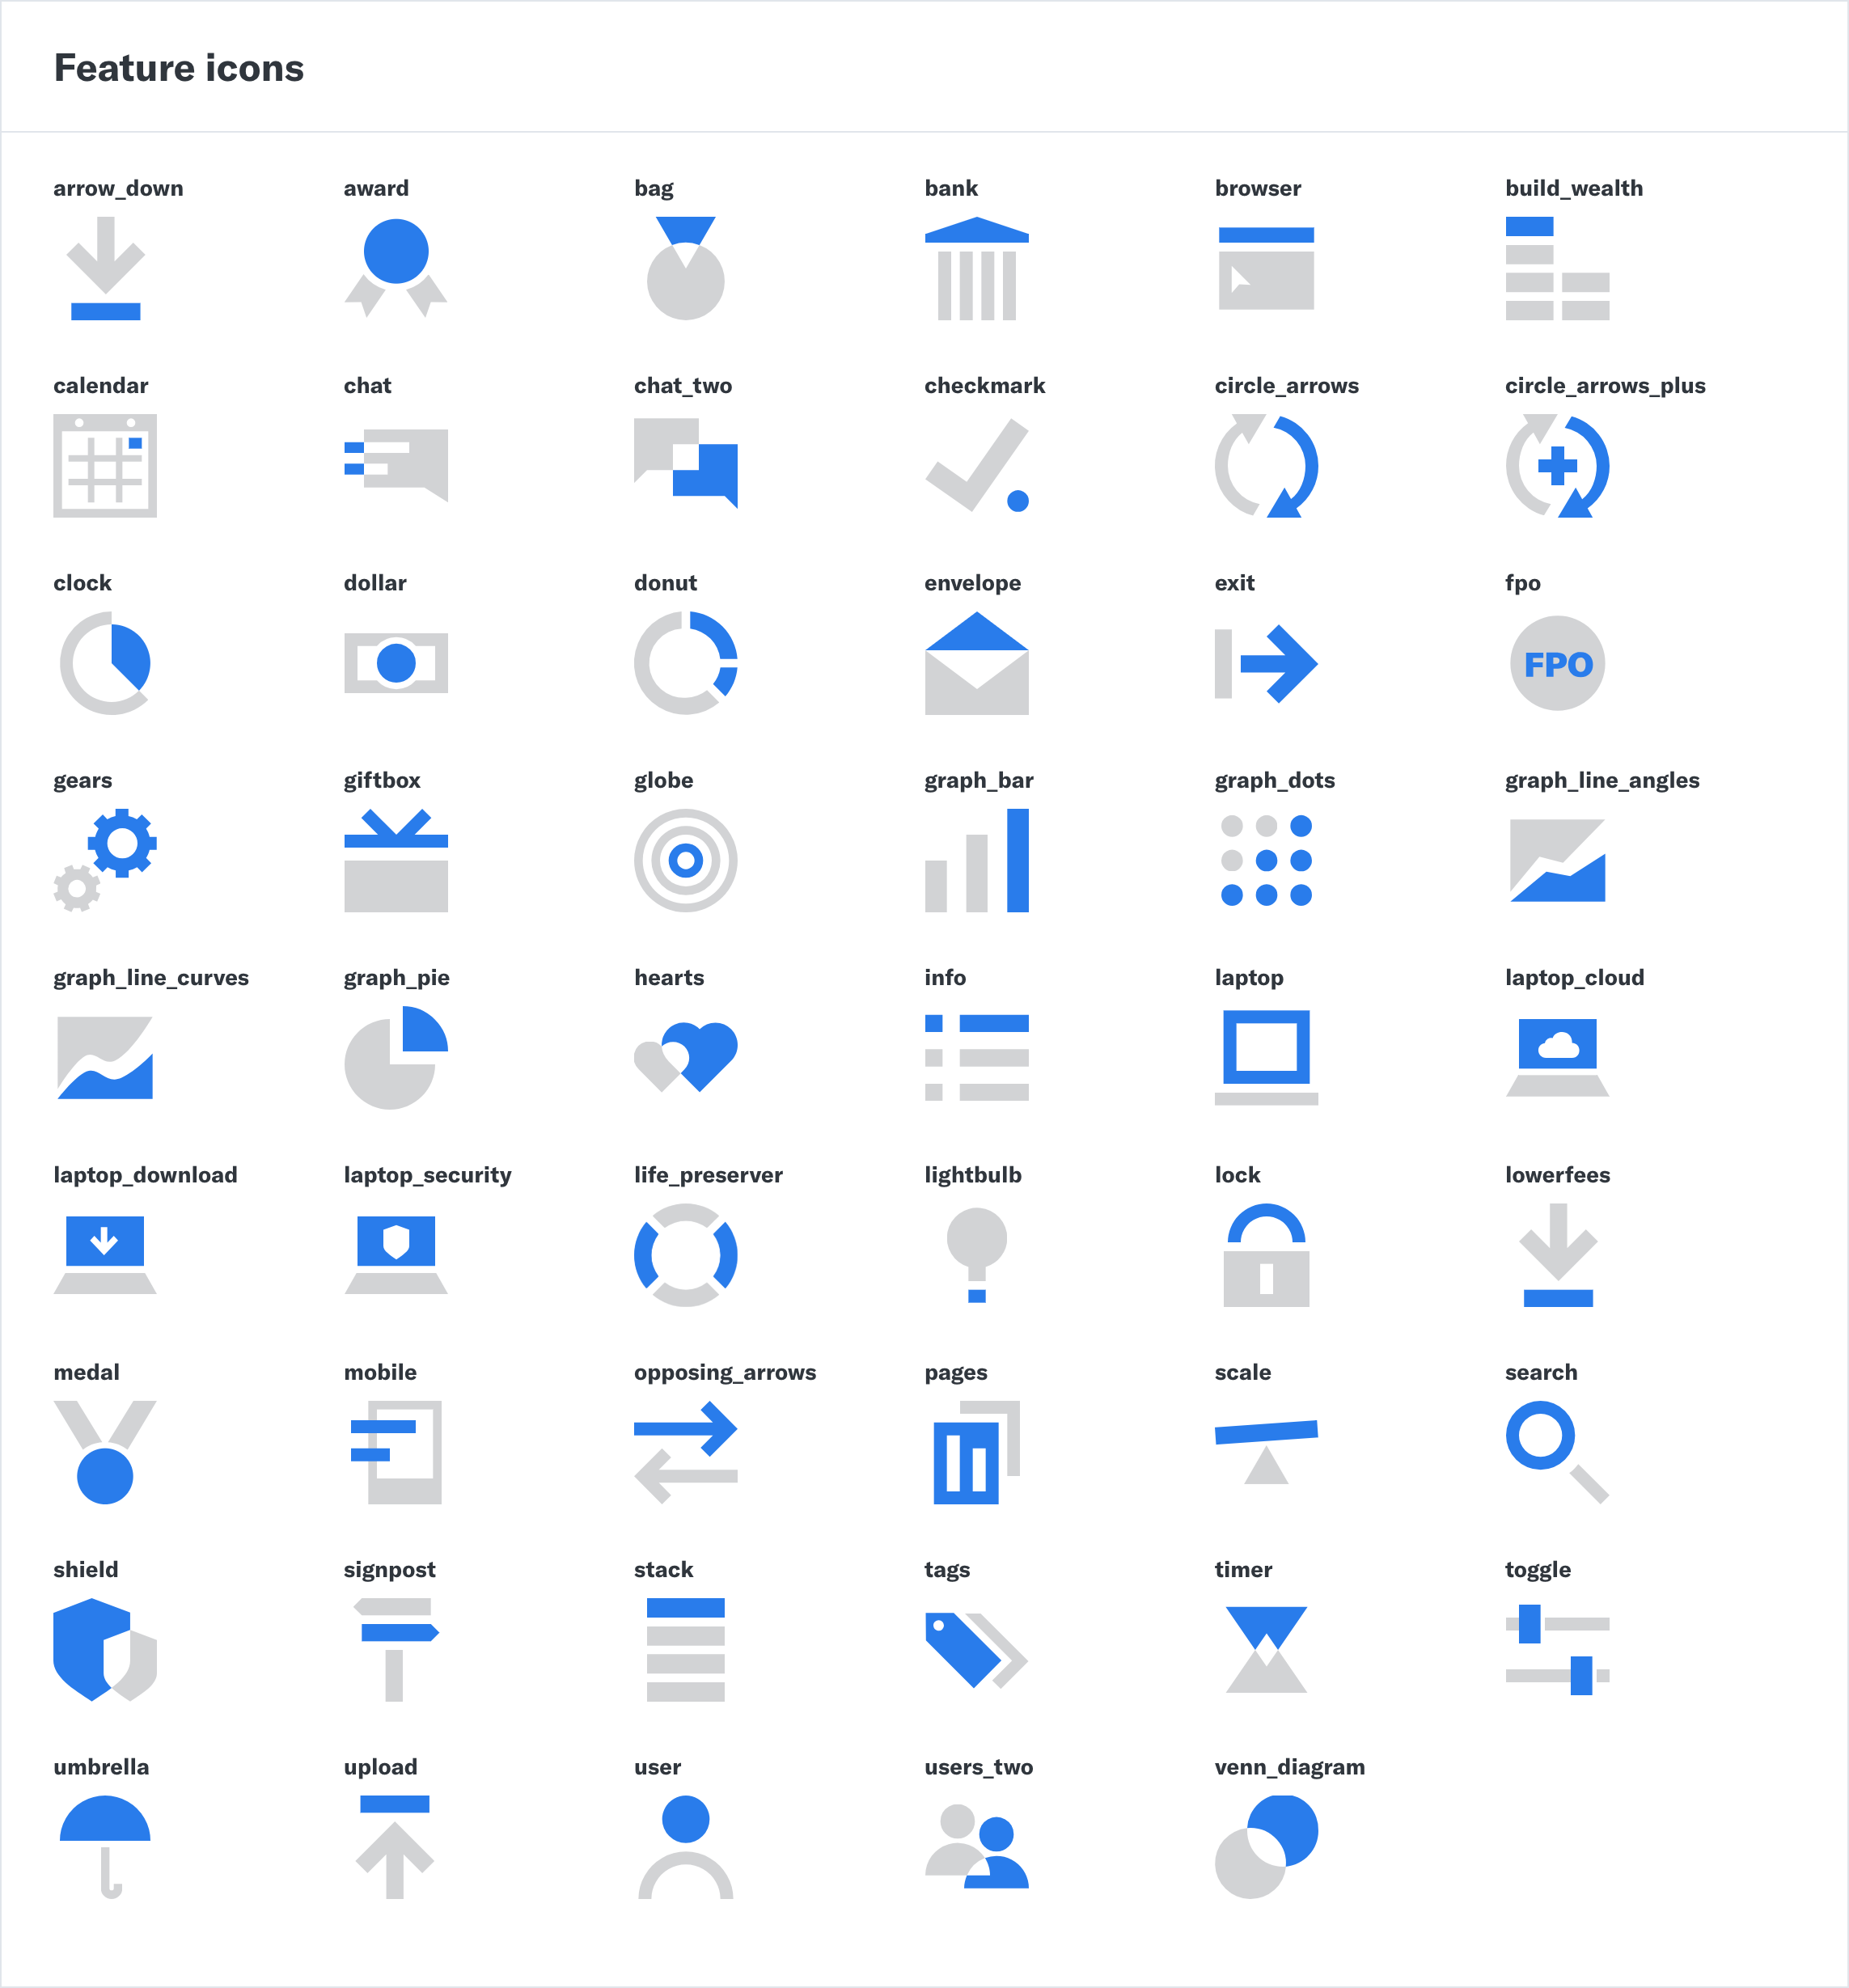 Feature icons
arrow_down award bag bank browser build_wealth
calendar chat chat_two checkmark circle_arrows circle_arrows_plus
clock dollar donut envelope exit fpo
FPO
gears giftbox globe graph_bar graph_dots graph_line_angles
graph_line_curves graph_pie hearts info laptop laptop_cloud
laptop_download laptop_security life_preserver lightbulb lock lowerfees
medal mobile opposing_arrows pages scale search
shield signpost stack tags timer toggle
umbrella upload user users_two venn_diagram